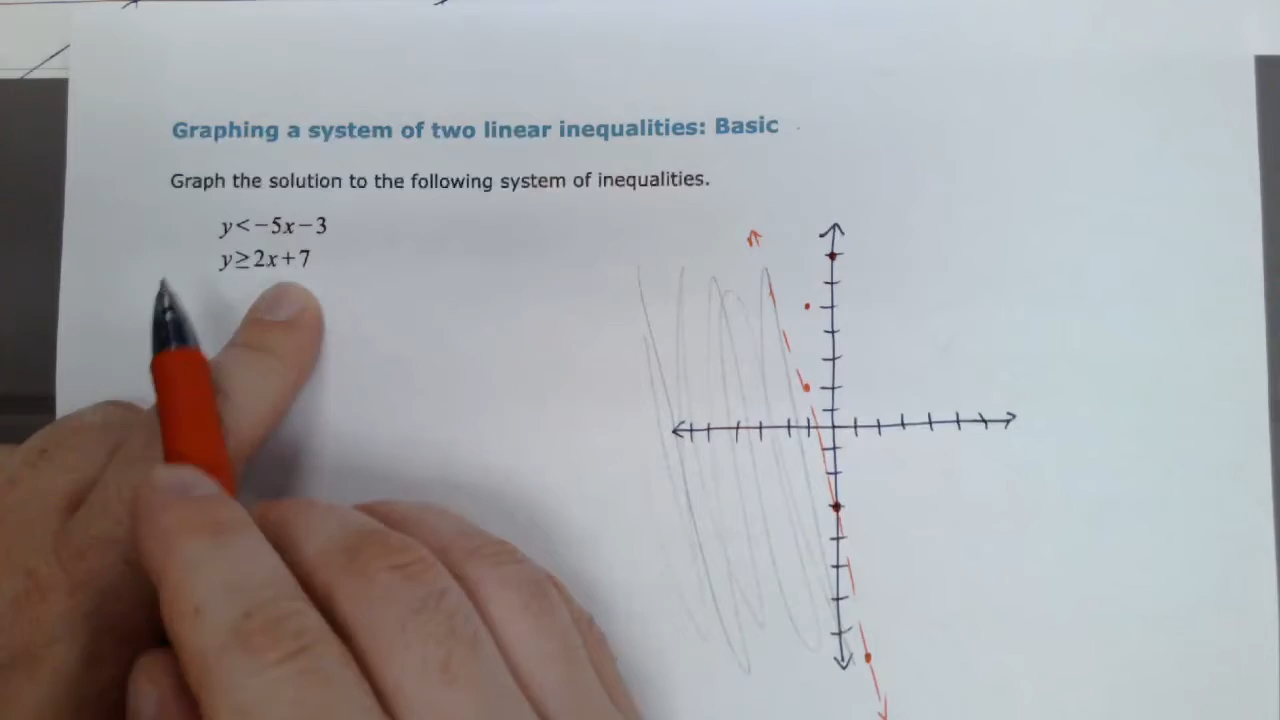 Graphing a system of two linear inequalities: Basic
Graph the solution to the following system of inequalities.
y<−5x−3
y≥2x+7